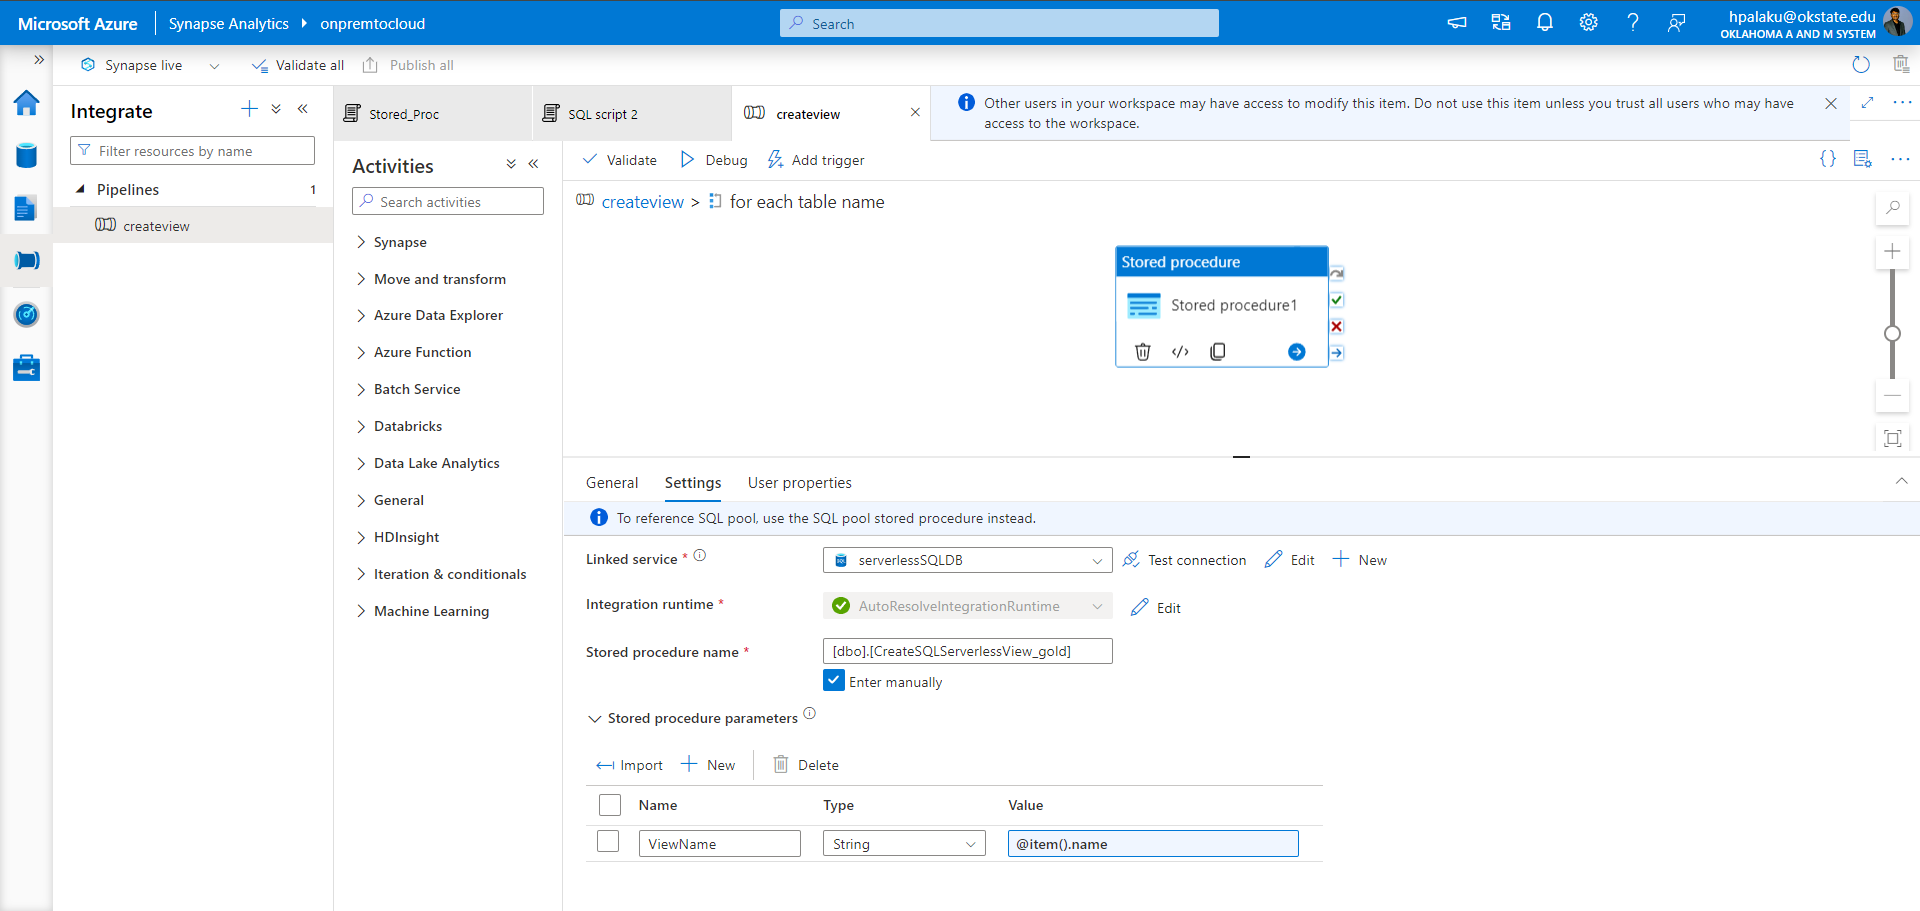 Microsoft Azure
Synapse Analytics
onpremtocloud
Search
hpalaku@okstate.edu
OKLAHOMA A AND M SYSTEM
Synapse live
Validate all
Publish all
Integrate
Filter resources by name
Pipelines
1
createview
Stored_Proc
SQL script 2
createview
Other users in your workspace may have access to modify this item. Do not use this item unless you trust all users who may have
access to the workspace.
Activities
Search activities
Synapse
Move and transform
Azure Data Explorer
Azure Function
Batch Service
Databricks
Data Lake Analytics
General
HDInsight
Iteration & conditionals
Machine Learning
Validate
Debug
Add trigger
createview > for each table name
Stored procedure
Stored procedure1
General
Settings
User properties
To reference SQL pool, use the SQL pool stored procedure instead.
Linked service *
serverlessSQLDB
Test connection
Edit
New
Integration runtime *
AutoResolveIntegrationRuntime
Edit
Stored procedure name *
[dbo].[CreateSQLServerlessView_gold]
Enter manually
Stored procedure parameters
Import
New
Delete
Name
Type
Value
ViewName
String
@item().name